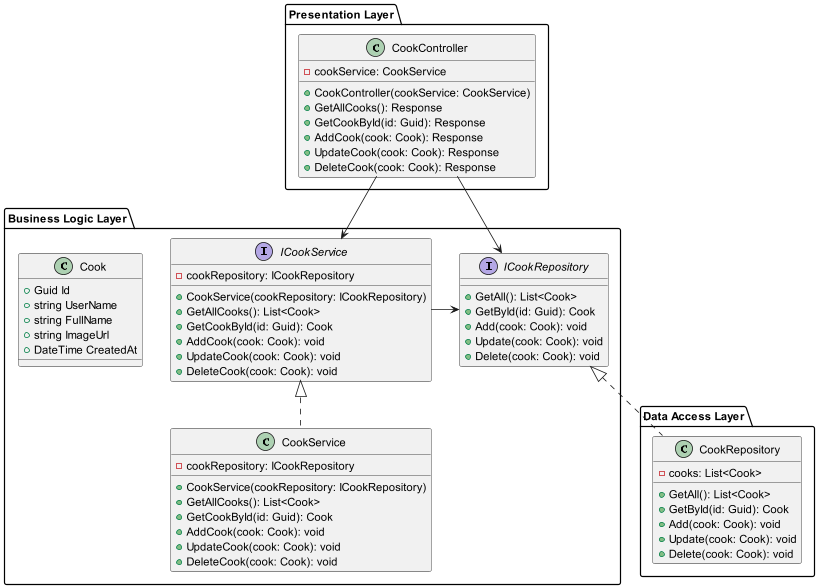 Presentation Layer
C CookController
cookService: CookService
CookController(cookService: CookService)
GetAllCooks(): Response
GetCookById(id: Guid): Response
AddCook(cook: Cook): Response
UpdateCook(cook: Cook): Response
DeleteCook(cook: Cook): Response
Business Logic Layer
C Cook
Guid Id
string UserName
string FullName
string ImageUrl
DateTime CreatedAt
I ICookService
cookRepository: ICookRepository
CookService(cookRepository: ICookRepository)
GetAllCooks(): List<Cook>
GetCookById(id: Guid): Cook
AddCook(cook: Cook): void
UpdateCook(cook: Cook): void
DeleteCook(cook: Cook): void
I ICookRepository
GetAll(): List<Cook>
GetById(id: Guid): Cook
Add(cook: Cook): void
Update(cook: Cook): void
Delete(cook: Cook): void
C CookService
cookRepository: ICookRepository
CookService(cookRepository: ICookRepository)
GetAllCooks(): List<Cook>
GetCookById(id: Guid): Cook
AddCook(cook: Cook): void
UpdateCook(cook: Cook): void
DeleteCook(cook: Cook): void
Data Access Layer
C CookRepository
cooks: List<Cook>
GetAll(): List<Cook>
GetById(id: Guid): Cook
Add(cook: Cook): void
Update(cook: Cook): void
Delete(cook: Cook): void